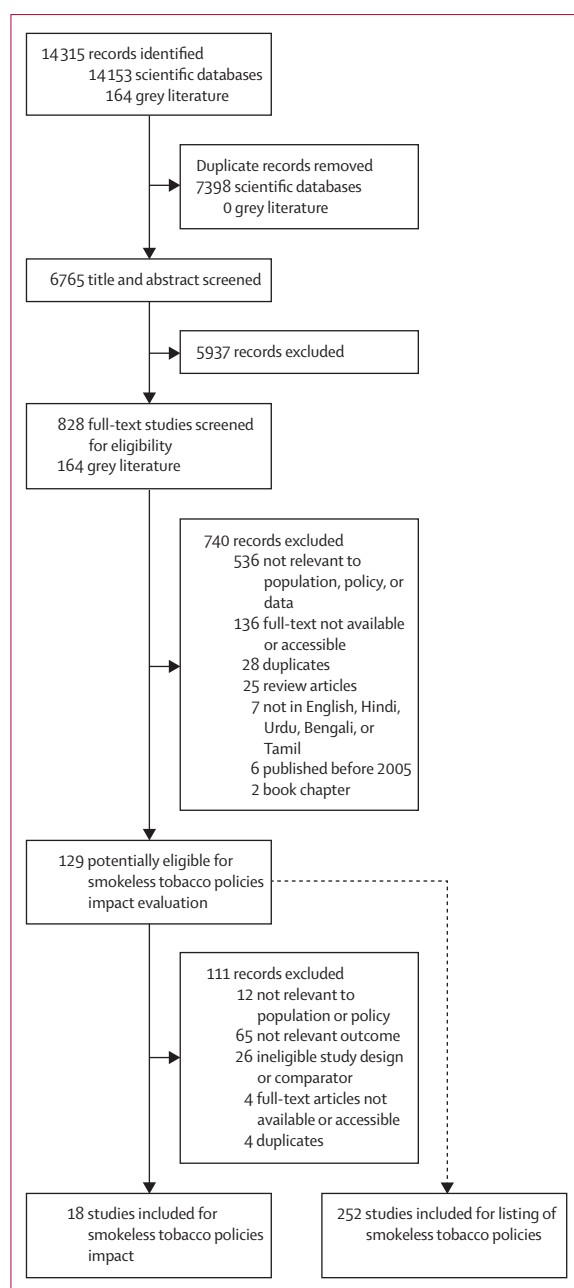 14 315 records identified
14 153 scientific databases
164 grey literature
Duplicate records removed
7398 scientific databases
0 grey literature
6765 title and abstract screened
5937 records excluded
828 full-text studies screened
for eligibility
164 grey literature
740 records excluded
536 not relevant to
population, policy, or
data
136 full-text not available
or accessible
28 duplicates
25 review articles
7 not in English, Hindi,
Urdu, Bengali, or
Tamil
6 published before 2005
2 book chapter
129 potentially eligible for
smokeless tobacco policies
impact evaluation
111 records excluded
12 not relevant to
population or policy
65 not relevant outcome
26 ineligible study design
or comparator
4 full-text articles not
available or accessible
4 duplicates
18 studies included for
smokeless tobacco policies
impact
252 studies included for listing of
smokeless tobacco policies